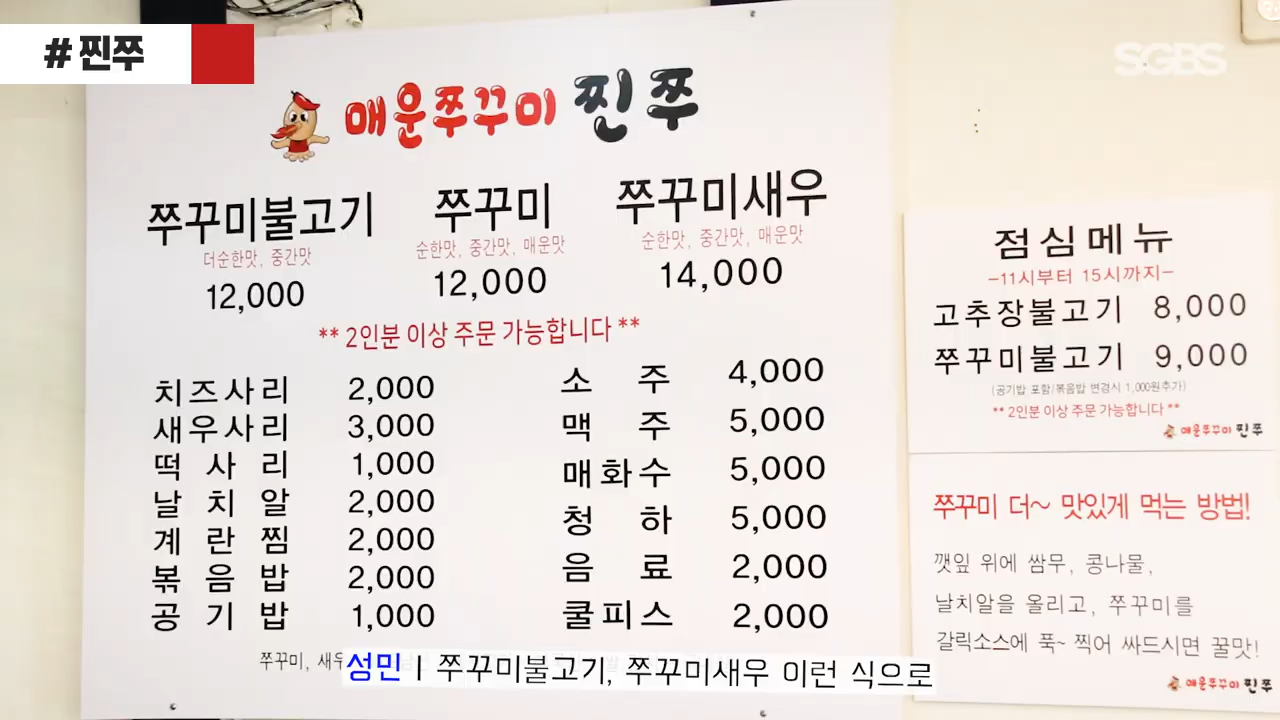 #찐쭈
SGBS
매운쭈꾸미 찐쭈
쭈꾸미불고기
더순한맛, 중간맛
12,000
쭈꾸미
순한맛, 중간맛, 매운맛
12,000
쭈꾸미새우
순한맛, 중간맛, 매운맛
14,000
** 2인분 이상 주문 가능합니다 **
치즈사리 2,000
새우사리 3,000
떡 사 리 1,000
날 치 알 2,000
계 란 찜 2,000
볶 음 밥 2,000
공 기 밥 1,000
소 주 4,000
맥 주 5,000
매화수 5,000
청 하 5,000
음 료 2,000
쿨피스 2,000
쭈꾸미,
성민 | 쭈꾸미불고기, 쭈꾸미새우 이런 식으로
점심메뉴
-11시부터 15시까지-
고추장불고기 8,000
쭈꾸미불고기 9,000
(공기밥 포함/볶음밥 변경시 1,000원추가)
** 2인분 이상 주문 가능합니다 **
매운쭈꾸미 찐쭈
쭈꾸미 더~ 맛있게 먹는 방법!
깻잎 위에 쌈무, 콩나물,
날치알을 올리고, 쭈꾸미를
갈릭소스에 푹~ 찍어 싸드시면 꿀맛!
매운쭈꾸미 찐쭈